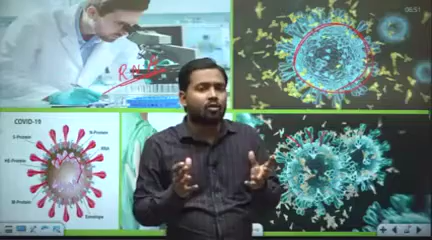 06:51
RNA
COVID-19
S-Protein
N-Protein
RNA
HE-Protein
M-Protein
Envelope